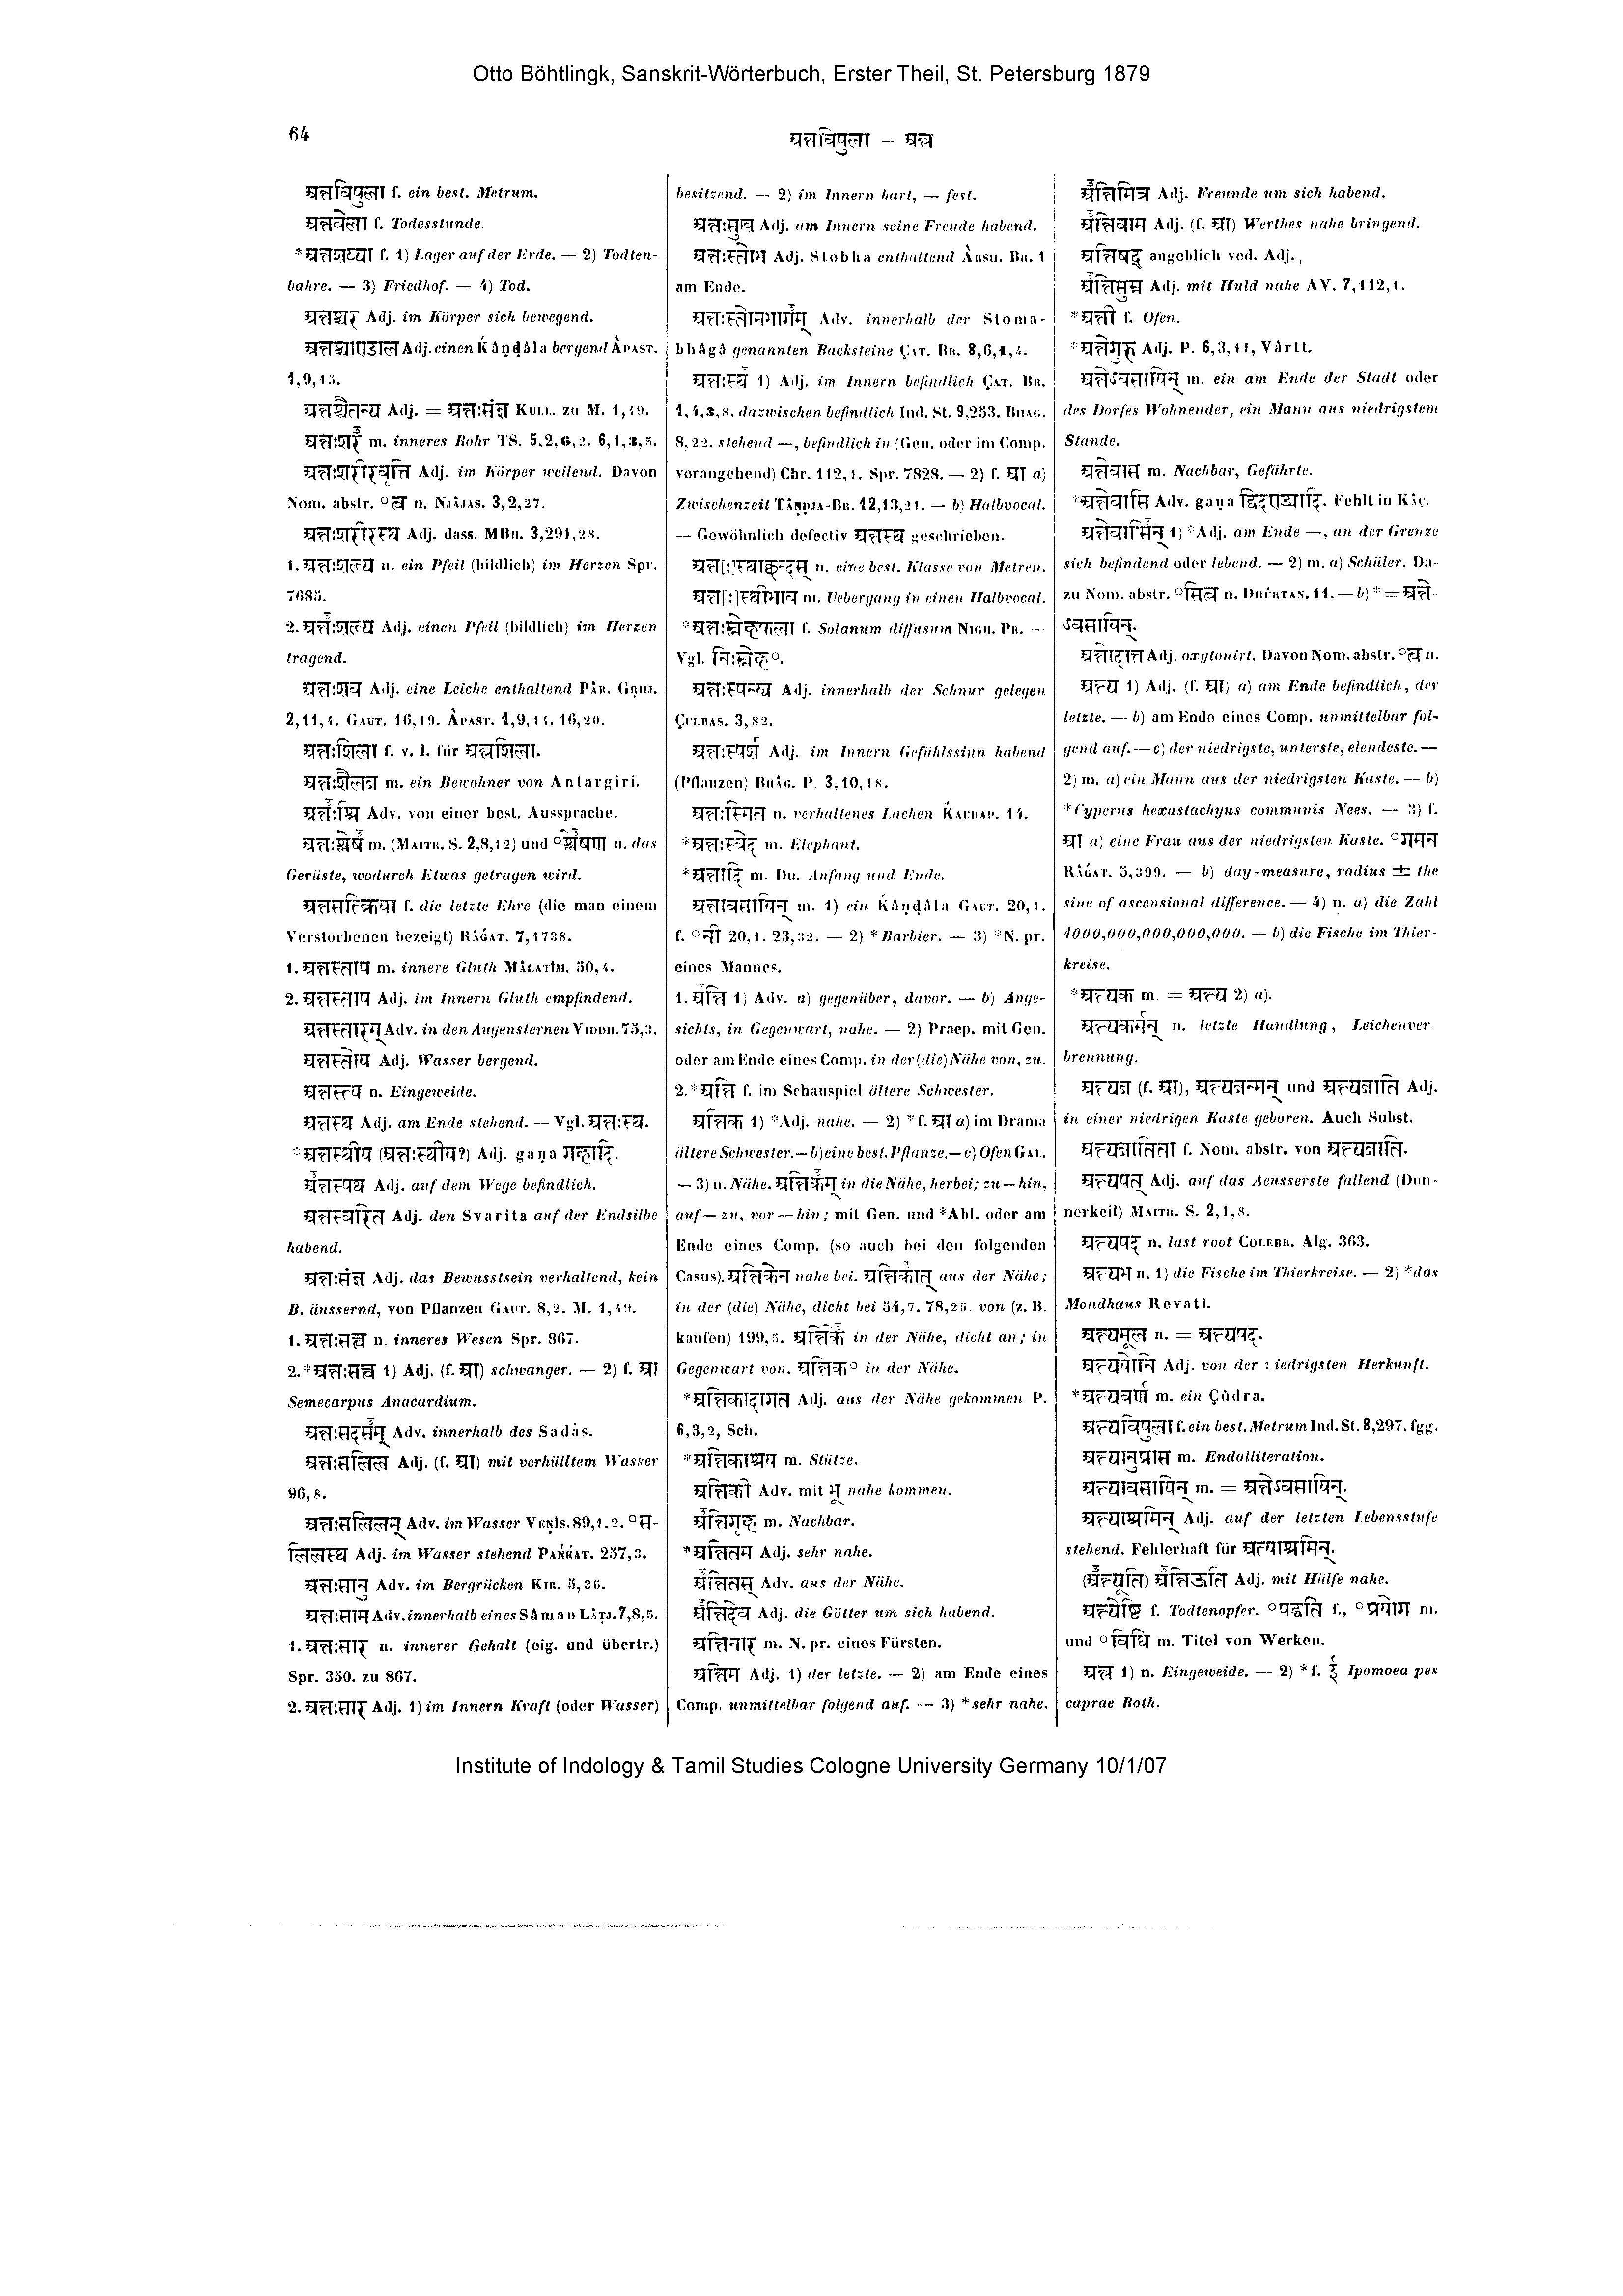 Otto Böhtlingk, Sanskrit-Wörterbuch, Erster Theil, St. Petersburg 1879
64
अन्तविपुला – अन्त्र
अन्तविपुला f. ein best. Metrum.
अन्तवेला f. Todesstunde.
*अन्तशय्या f. 1) Lager auf der Erde. — 2) Todten-
bahre. — 3) Friedhof. — 4) Tod.
अन्तश्चर Adj. im Körper sich bewegend.
अन्तश्चाण्डाल Adj. einen Ḱâṇḍâla bergend Âpast.
1,9,15.
अन्तश्चैतन्य Adj. = अन्तःसंज्ञ Kull. zu M. 1,49.
अन्तःशर m. inneres Rohr TS. 5,2,6,2. 6,1,3,5.
अन्तःशरीरवृत्ति Adj. im Körper weilend. Davon
Nom. abstr. °त्व n. Njâjas. 3,2,27.
अन्तःशरीरस्थ Adj. dass. MBh. 3,291,28.
1. अन्तःशल्य n. ein Pfeil (bildlich) im Herzen Spr.
7685.
2. अन्तःशल्य Adj. einen Pfeil (bildlich) im Herzen
tragend.
अन्तःशव Adj. eine Leiche enthaltend Pâr. Gṛhj.
2,11,4. Gaut. 16,19. Âpast. 1,9,14. 16,20.
अन्तःशिला f. v. l. für अन्त्रशिला.
अन्तःशैलज m. ein Bewohner von Antargiri.
अन्तःश्रि Adv. von einer best. Aussprache.
अन्तःश्लेष m. (Maitr. S. 2,8,12) und °श्लेषण n. das
Gerüste, wodurch Etwas getragen wird.
अन्तसत्क्रिया f. die letzte Ehre (die man einem
Verstorbenen bezeigt) Râǵat. 7,1738.
1. अन्तस्ताप m. innere Gluth Mâlatîm. 50,4.
2. अन्तस्ताप Adj. im Innern Gluth empfindend.
अन्तस्तारम् Adv. in den Augensternen Viddh. 75,3.
अन्तस्तोय Adj. Wasser bergend.
अन्तस्त्य n. Eingeweide.
अन्तस्थ Adj. am Ende stehend. — Vgl. अन्तःस्थ.
*अन्तस्थीय (अन्तःस्थीय?) Adj. gaṇa गहादि.
अन्तस्पथ Adj. auf dem Wege befindlich.
अन्तस्वरित Adj. den Svarita auf der Endsilbe
habend.
अन्तःसंज्ञ Adj. das Bewusstsein verhaltend, kein
B. äussernd, von Pflanzen Gaut. 8,2. M. 1,49.
1. अन्तःसत्त्व n. inneres Wesen Spr. 867.
2. *अन्तःसत्त्व 1) Adj. (f. आ) schwanger. — 2) f. आ
Semecarpus Anacardium.
अन्तःसदसम् Adv. innerhalb des Sadas.
अन्तःसलिल Adj. (f. आ) mit verhülltem Wasser
96,8.
अन्तःसलिलम् Adv. im Wasser Veṇîs. 89,1.2. °स-
लिलस्थ Adj. im Wasser stehend Pańḱat. 257,3.
अन्तःसानु Adv. im Bergrücken Kir. 5,36.
अन्तःसाम Adv. innerhalb eines Sâman Lâṭj. 7,8,5.
1. अन्तःसार n. innerer Gehalt (eig. und übertr.)
Spr. 350. zu 867.
2. अन्तःसार Adj. 1) im Innern Kraft (oder Wasser)
besitzend. — 2) im Innern hart, — fest.
अन्तःसुख Adj. am Innern seine Freude habend.
अन्तःस्तोभ Adj. Stobha enthaltend Ârsh. Br. 1
am Ende.
अन्तःस्तोमभागम् Adv. innerhalb der Stoma-
bhâgâ genannten Backsteine Çat. Br. 8,6,1,4.
अन्तःस्थ 1) Adj. im Innern befindlich Çat. Br.
1,4,3,8. dazwischen befindlich Ind. St. 9,253. Bhag.
8,22. stehend —, befindlich in (Gen. oder im Comp.
vorangehend) Chr. 112,1. Spr. 7828. — 2) f. आ a)
Zwischenzeit Tâṇḍja-Br. 12,13,21. — b) Halbvocal.
— Gewöhnlich defectiv अन्तस्थ geschrieben.
अन्त(ः)स्थाछन्दस् n. eine best. Klasse von Metren.
अन्त(ः)स्थीभाव m. Uebergang in einen Halbvocal.
*अन्तःस्नेहफला f. Solanum diffusum Nigh. Pr. —
Vgl. निःस्नेह°.
अन्तःस्पन्द्य Adj. innerhalb der Schnur gelegen
Çulbas. 3,82.
अन्तःस्पर्श Adj. im Innern Gefühlssinn habend
(Pflanzen) Bhâg. P. 3,10,18.
अन्तःस्मित n. verhaltenes Lachen Ḱaurap. 14.
*अन्तःस्वेद m. Elephant.
*अन्तादि m. Du. Anfang und Ende.
अन्तावसायिन् m. 1) ein Ḱâṇḍâla Gaut. 20,1.
f. °नी 20,1. 23,32. — 2) *Barbier. — 3) *N. pr.
eines Mannes.
1. अन्ति 1) Adv. a) gegenüber, davor. — b) Ange-
sichts, in Gegenwart, nahe. — 2) Praep. mit Gen.
oder am Ende eines Comp. in der (die) Nähe von, zu.
2. *अन्ति f. im Schauspiel ältere Schwester.
अन्तिक 1) *Adj. nahe. — 2) *f. आ a) im Drama
ältere Schwester. — b) eine best. Pflanze. — c) Ofen Gal.
— 3) n. Nähe. अन्तिकम् in die Nähe, herbei; zu — hin,
auf — zu, vor — hin; mit Gen. und *Abl. oder am
Ende eines Comp. (so auch bei den folgenden
Casus). अन्तिकेन nahe bei. अन्तिकात् aus der Nähe;
in der (die) Nähe, dicht bei 54,7. 78,25. von (z. B.
kaufen) 199,5. अन्तिके in der Nähe, dicht an; in
Gegenwart von. अन्तिक° in der Nähe.
*अन्तिकादागत Adj. aus der Nähe gekommen P.
6,3,2, Sch.
*अन्तिकाश्रय m. Stütze.
अन्तिकी Adv. mit भू nahe kommen.
अन्तिगृह m. Nachbar.
*अन्तितम Adj. sehr nahe.
अन्तितस् Adv. aus der Nähe.
अन्तिदेव Adj. die Götter um sich habend.
अन्तिनार m. N. pr. eines Fürsten.
अन्तिम Adj. 1) der letzte. — 2) am Ende eines
Comp. unmittelbar folgend auf. — 3) *sehr nahe.
अन्तिमित्र Adj. Freunde um sich habend.
अन्तिवाम Adj. (f. आ) Werthes nahe bringend.
अन्तिषद् angeblich ved. Adj.,
अन्तिसुम्न Adj. mit Huld nahe AV. 7,112,1.
*अन्ती f. Ofen.
*अन्तेगुरु Adj. P. 6,3,11, Vârtt.
अन्तेऽवसायिन् m. ein am Ende der Stadt oder
des Dorfes Wohnender, ein Mann aus niedrigstem
Stande.
अन्तेवास m. Nachbar, Gefährte.
*अन्तेवासि Adv. gaṇa द्विदण्ड्यादि. Fehlt in Kâç.
अन्तेवासिन् 1) *Adj. am Ende —, an der Grenze
sich befindend oder lebend. — 2) m. a) Schüler. Da-
zu Nom. abstr. °सित्व n. Dhûrtan. 11. — b) * = अन्ते-
ऽवसायिन्.
अन्तोदात्त Adj. oxytonirt. Davon Nom. abstr. °त्व n.
अन्त्य 1) Adj. (f. आ) a) am Ende befindlich, der
letzte. — b) am Ende eines Comp. unmittelbar fol-
gend auf. — c) der niedrigste, unterste, elendeste. —
2) m. a) ein Mann aus der niedrigsten Kaste. — b)
*Cyperus hexastachyus communis Nees. — 3) f.
आ a) eine Frau aus der niedrigsten Kaste. °गमन
Râǵat. 5,399. — b) day-measure, radius ± the
sine of ascensional difference. — 4) n. a) die Zahl
1000,000,000,000,000. — b) die Fische im Thier-
kreise.
*अन्त्यक m. = अन्त्य 2) a).
अन्त्यकर्मन् n. letzte Handlung, Leichenver-
brennung.
अन्त्यज (f. आ), अन्त्यजन्मन् und अन्त्यजाति Adj.
in einer niedrigen Kaste geboren. Auch Subst.
अन्त्यजातिता f. Nom. abstr. von अन्त्यजाति.
अन्त्यपत् Adj. auf das Aeusserste fallend (Don-
nerkeil) Maitr. S. 2,1,8.
अन्त्यपद n. last root Colebr. Alg. 363.
अन्त्यभ n. 1) die Fische im Thierkreise. — 2) *das
Mondhaus Revatî.
अन्त्यमूल n. = अन्त्यपद.
अन्त्ययोनि Adj. von der niedrigsten Herkunft.
*अन्त्यवर्ण m. ein Çûdra.
अन्त्यविपुला f. ein best. Metrum Ind. St. 8,297. fgg.
अन्त्यानुप्रास m. Endalliteration.
अन्त्यावसायिन् m. = अन्तेऽवसायिन्.
अन्त्याश्रमिन् Adj. auf der letzten Lebensstufe
stehend. Fehlerhaft für अत्याश्रमिन्.
(अन्त्यूति) अन्तिऊति Adj. mit Hülfe nahe.
अन्त्येष्टि f. Todtenopfer. °पद्धति f., °प्रयोग m.
und °विधि m. Titel von Werken.
अन्त्र 1) n. Eingeweide. — 2) *f. ई Ipomoea pes
caprae Roth.
Institute of Indology & Tamil Studies Cologne University Germany 10/1/07